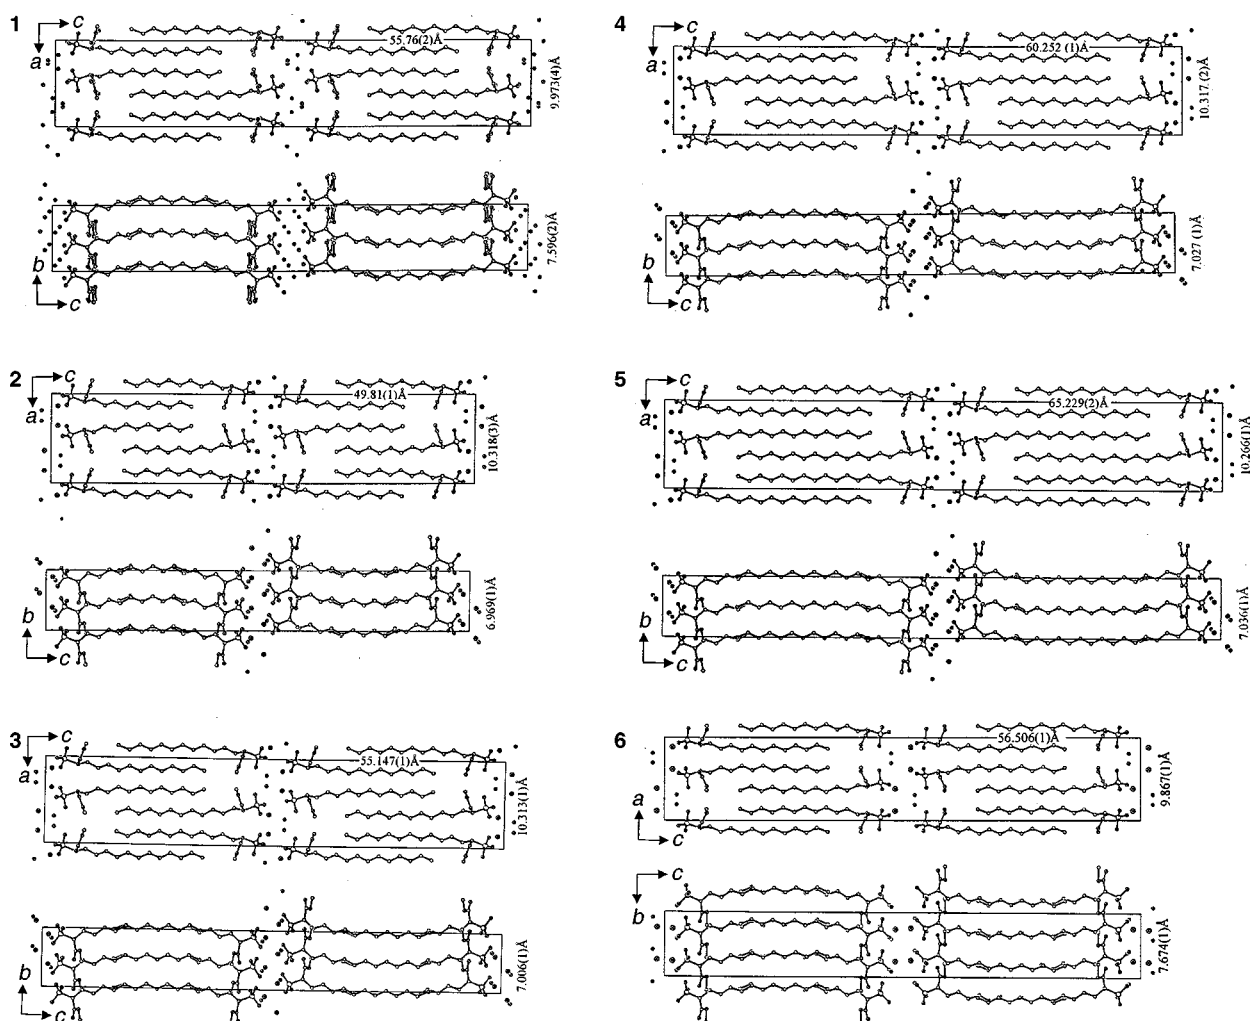 1
c
a
55.76(2)Å
9.973(4)Å
b
c
7.596(2)Å
2
c
a
49.81(1)Å
10.318(3)Å
b
c
6.969(1)Å
3
c
a
55.147(1)Å
10.313(1)Å
b
c
7.006(1)Å
4
c
a
60.252 (1)Å
10.317 (2)Å
b
c
7.027 (1)Å
5
c
a
65.229(2)Å
10.266(1)Å
b
c
7.036(1)Å
6
a
c
56.506(1)Å
9.867(1)Å
c
b
7.674(1)Å